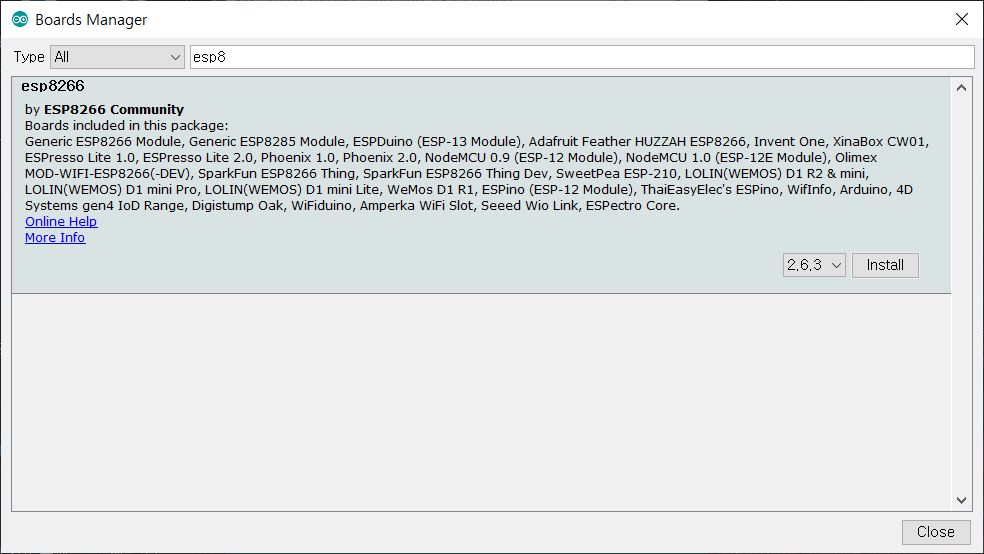 Boards Manager
Type All esp8
esp8266
by ESP8266 Community
Boards included in this package:
Generic ESP8266 Module, Generic ESP8285 Module, ESPDuino (ESP-13 Module), Adafruit Feather HUZZAH ESP8266, Invent One, XinaBox CW01,
ESPresso Lite 1.0, ESPresso Lite 2.0, Phoenix 1.0, Phoenix 2.0, NodeMCU 0.9 (ESP-12 Module), NodeMCU 1.0 (ESP-12E Module), Olimex
MOD-WIFI-ESP8266(-DEV), SparkFun ESP8266 Thing, SparkFun ESP8266 Thing Dev, SweetPea ESP-210, LOLIN(WEMOS) D1 R2 & mini,
LOLIN(WEMOS) D1 mini Pro, LOLIN(WEMOS) D1 mini Lite, WeMos D1 R1, ESPino (ESP-12 Module), ThaiEasyElec's ESPino, WifInfo, Arduino, 4D
Systems gen4 IoD Range, Digistump Oak, WiFiduino, Amperka WiFi Slot, Seeed Wio Link, ESPectro Core.
Online Help
More Info
2.6.3 Install
Close